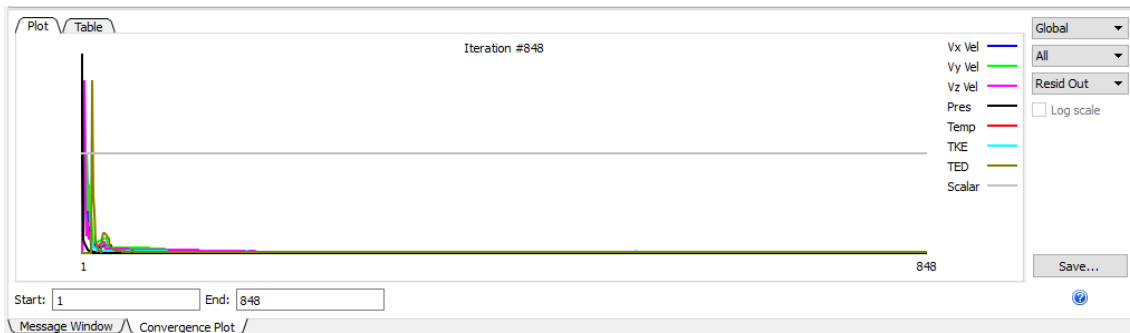 Plot Table
Iteration #848
Vx Vel
Vy Vel
Vz Vel
Pres
Temp
TKE
TED
Scalar
1 848
Global
All
Resid Out
Log scale
Save...
Start: 1 End: 848
Message Window Convergence Plot